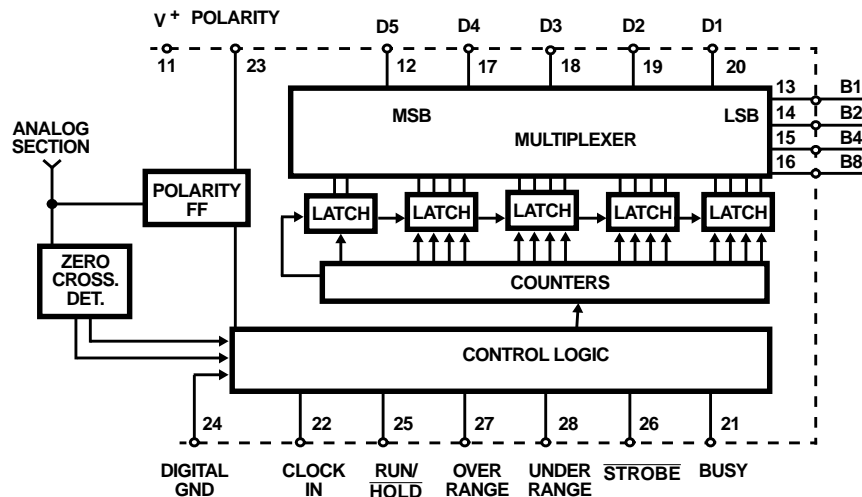 V+ POLARITY D5 D4 D3 D2 D1
11 23 12 17 18 19 20
MSB LSB
MULTIPLEXER
13 B1
14 B2
15 B4
16 B8
ANALOG
SECTION
POLARITY
FF
LATCH LATCH LATCH LATCH LATCH
ZERO
CROSS.
DET.
COUNTERS
CONTROL LOGIC
24 22 25 27 28 26 21
DIGITAL
GND
CLOCK
IN
RUN/
HOLD
OVER
RANGE
UNDER
RANGE
STROBE
BUSY